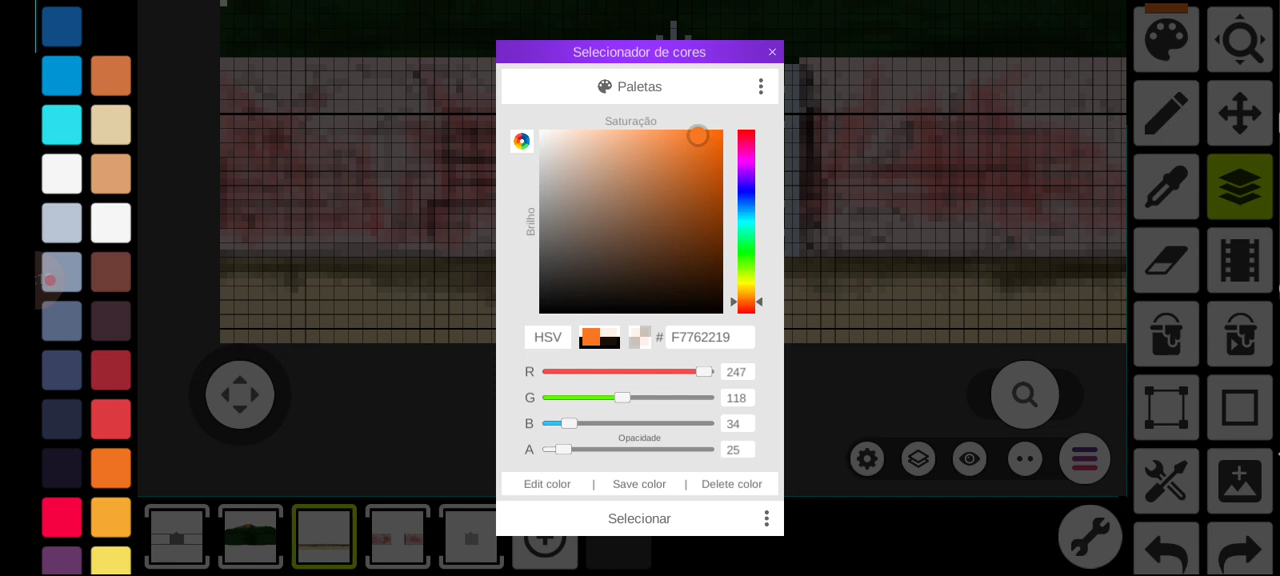 Selecionador de cores ×
Paletas
Saturação
Brilho
HSV # F7762219
R 247
G 118
B 34
Opacidade
A 25
Edit color | Save color | Delete color
Selecionar